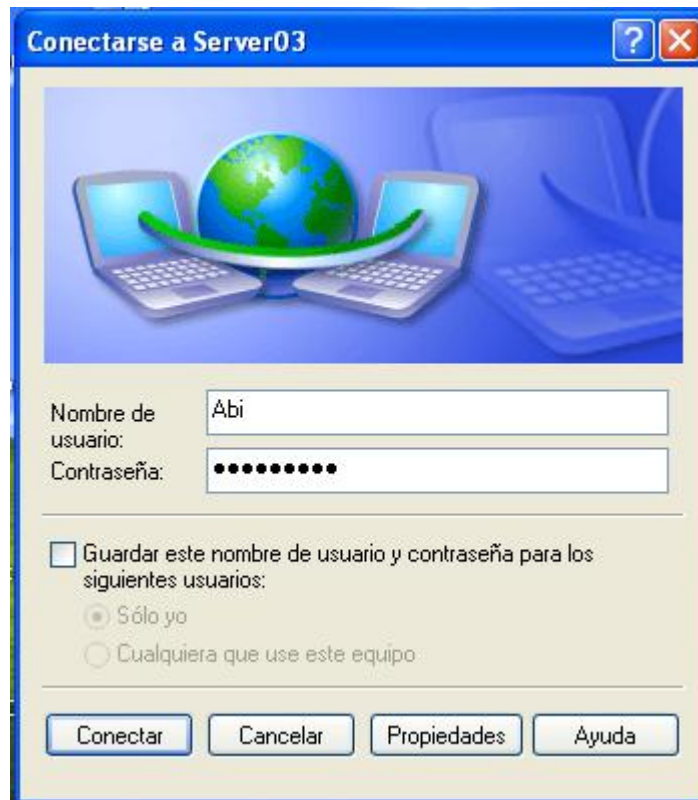 Conectarse a Server03
?
Nombre de
usuario:
Abi
Contraseña:
●●●●●●●●●
Guardar este nombre de usuario y contraseña para los
siguientes usuarios:
Sólo yo
Cualquiera que use este equipo
Conectar Cancelar Propiedades Ayuda